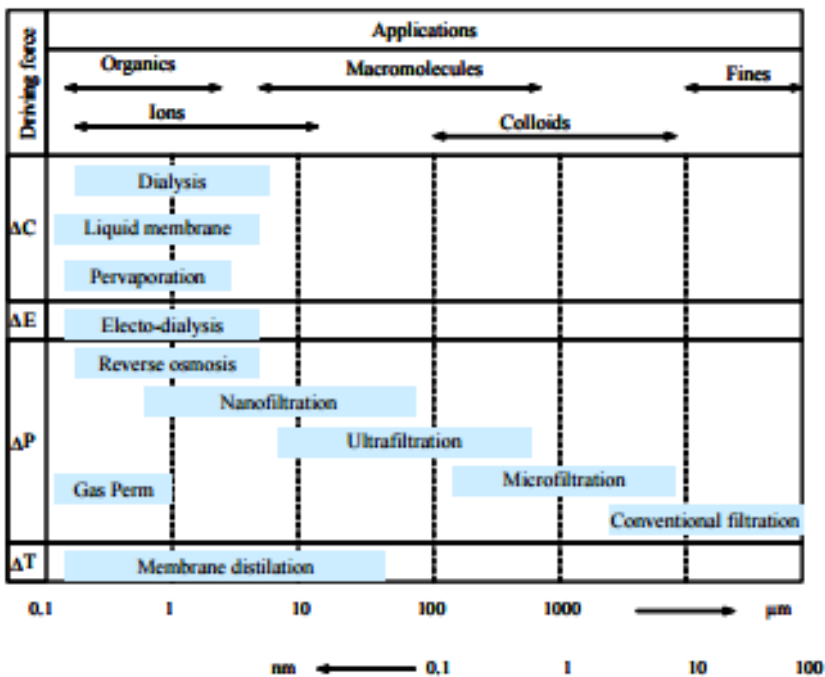 Driving force
Applications
Organics
Macromolecules
Fines
Ions
Colloids
ΔC
Dialysis
Liquid membrane
Pervaporation
ΔE
Electo-dialysis
ΔP
Reverse osmosis
Nanofiltration
Ultrafiltration
Gas Perm
Microfiltration
Conventional filtration
ΔT
Membrane distilation
0.1 1 10 100 1000 μm
nm 0.1 1 10 100